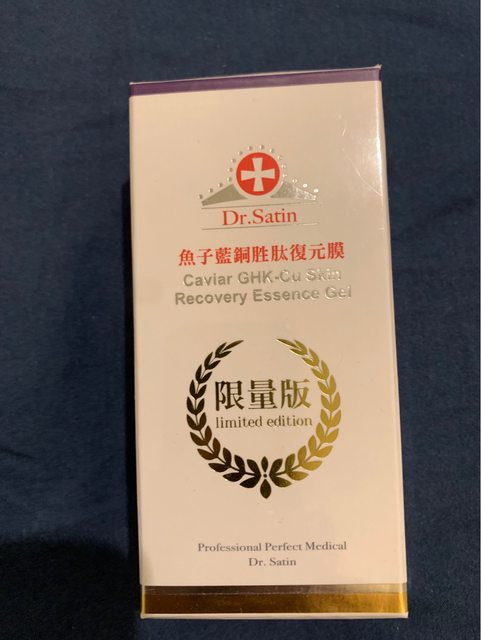 Dr.Satin
魚子藍銅胜肽復元膜
Caviar GHK-Cu Skin
Recovery Essence Gel
限量版
limited edition
Professional Perfect Medical
Dr. Satin